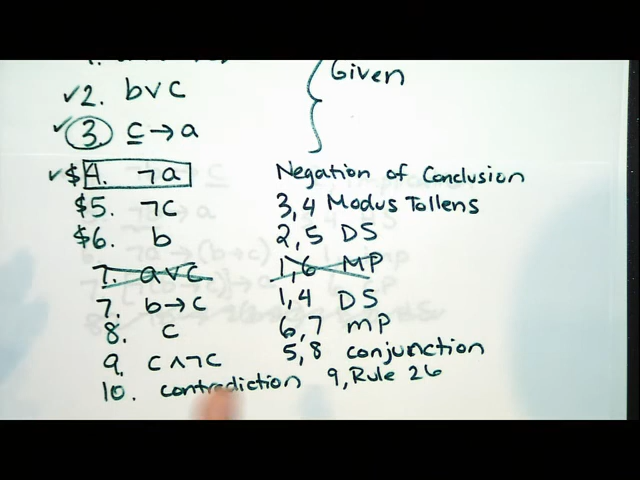 Given
✓2. b∨c
✓3. c→a
✓$4. ¬a Negation of Conclusion
$5. ¬c 3,4 Modus Tollens
$6. b 2,5 DS
7. a∨c 1,6 MP
7. b→c 1,4 DS
8. c 6,7 MP
9. c∧¬c 5,8 conjunction
10. contradiction 9, Rule 26